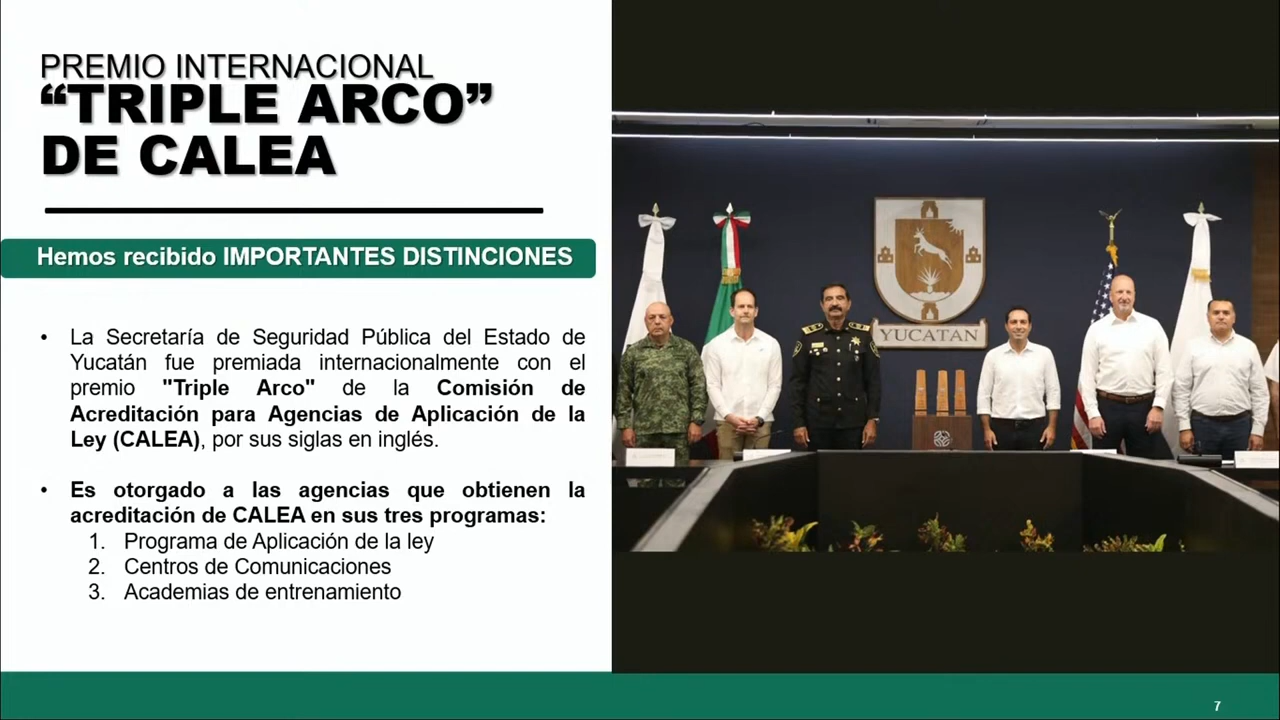 PREMIO INTERNACIONAL
“TRIPLE ARCO”
DE CALEA
Hemos recibido IMPORTANTES DISTINCIONES
• La Secretaría de Seguridad Pública del Estado de
Yucatán fue premiada internacionalmente con el
premio "Triple Arco" de la Comisión de
Acreditación para Agencias de Aplicación de la
Ley (CALEA), por sus siglas en inglés.
• Es otorgado a las agencias que obtienen la
acreditación de CALEA en sus tres programas:
1. Programa de Aplicación de la ley
2. Centros de Comunicaciones
3. Academias de entrenamiento
YUCATÁN
7